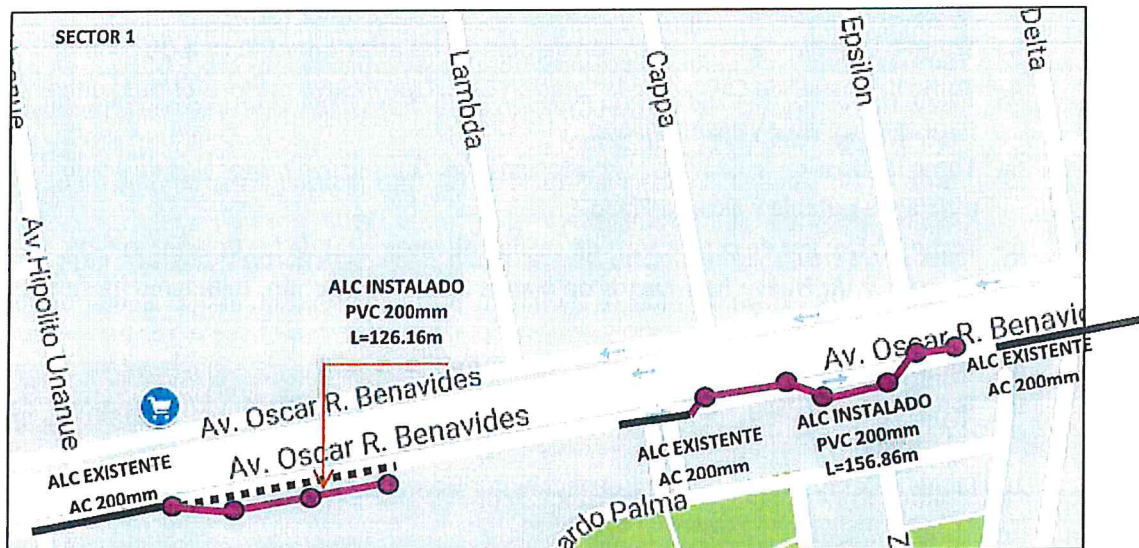 SECTOR 1
Lambda
Cappa
Epsilon
Delta
Av. Hipolito Unanue
ALC INSTALADO
PVC 200mm
L=126.16m
Av. Oscar R. Benavides
Av. Oscar R. Benavides
Av. Oscar R. Benavid
ALC EXISTENTE
AC 200mm
ALC EXISTENTE
AC 200mm
ALC INSTALADO
PVC 200mm
L=156.86m
ALC EXISTENTE
AC 200mm
ardo Palma